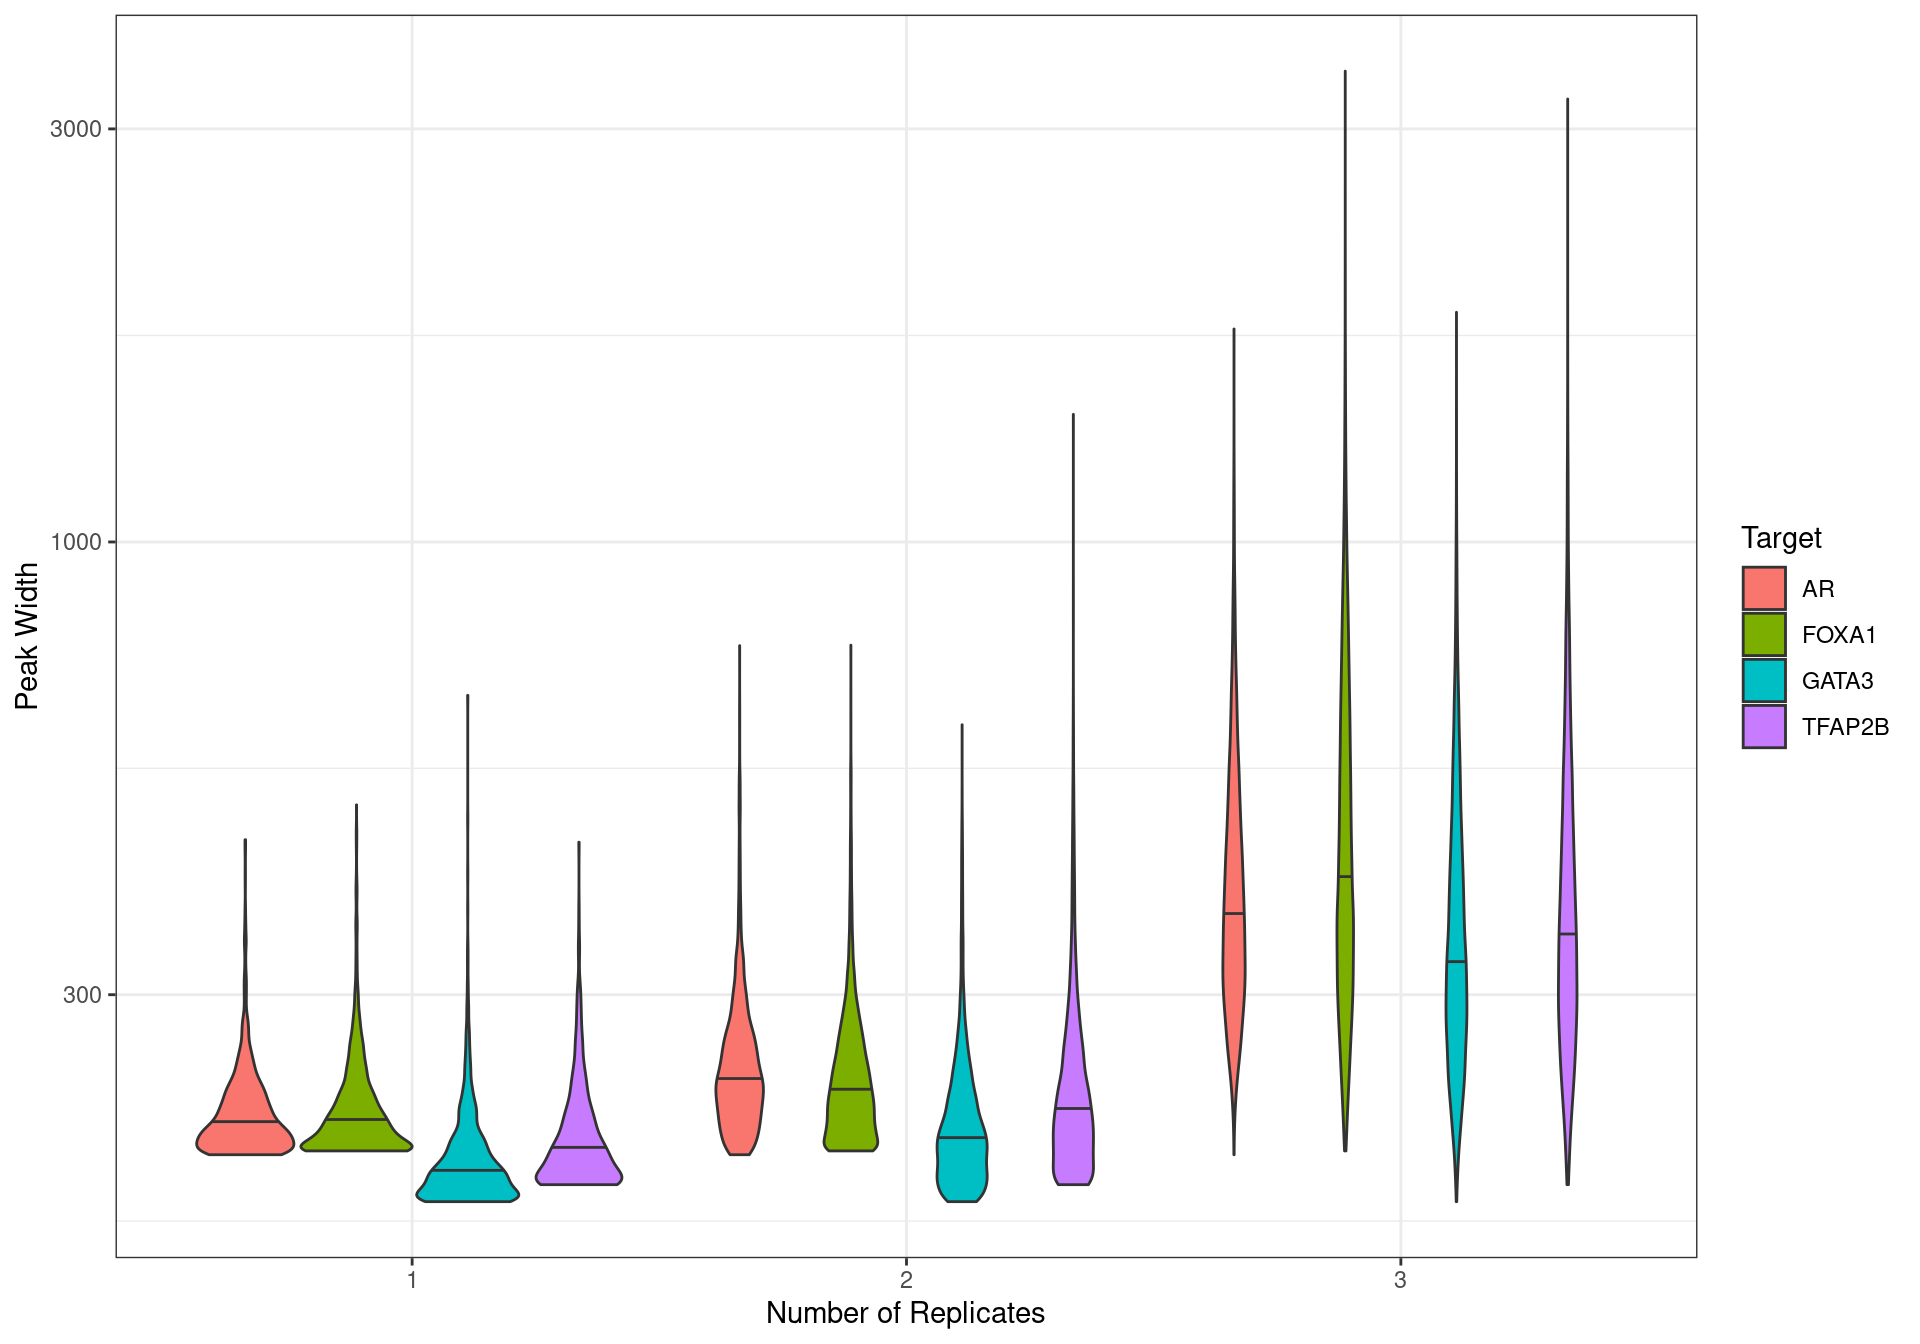 3000
1000
300
Peak Width
1
2
3
Number of Replicates
Target
AR
FOXA1
GATA3
TFAP2B